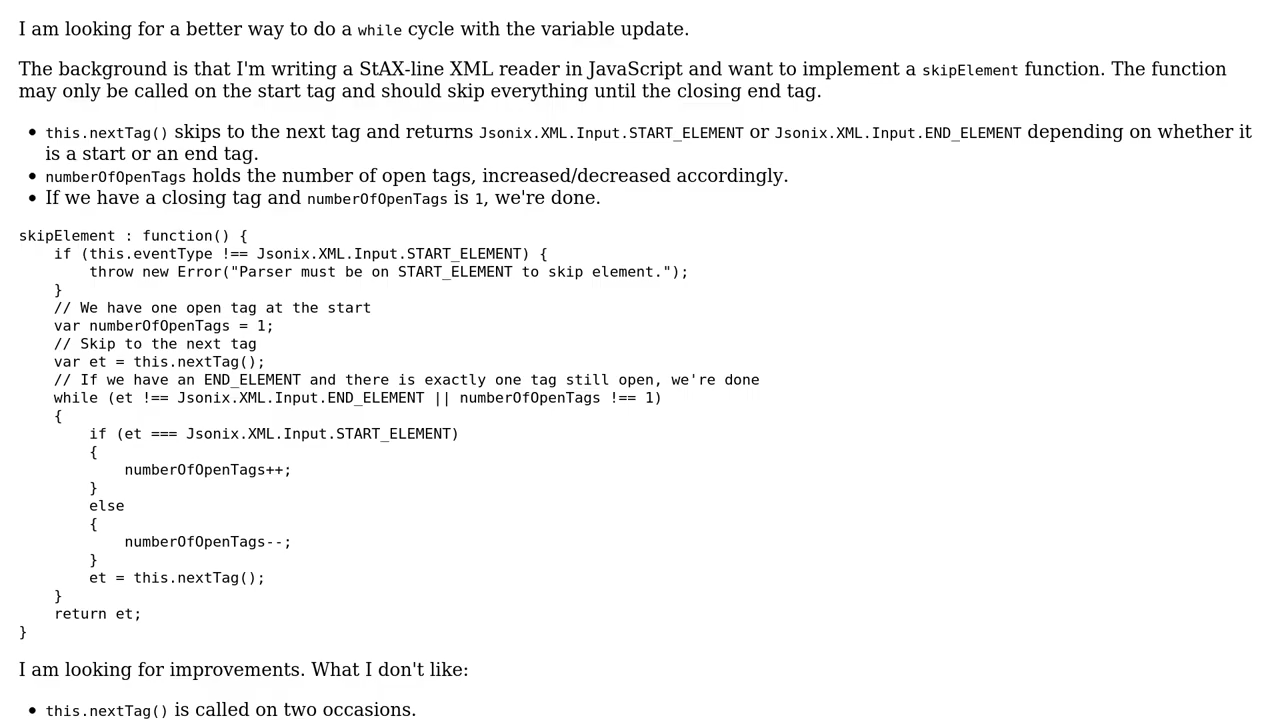 I am looking for a better way to do a while cycle with the variable update.
The background is that I'm writing a StAX-line XML reader in JavaScript and want to implement a skipElement function. The function
may only be called on the start tag and should skip everything until the closing end tag.
• this.nextTag() skips to the next tag and returns Jsonix.XML.Input.START_ELEMENT or Jsonix.XML.Input.END_ELEMENT depending on whether it
is a start or an end tag.
• numberOfOpenTags holds the number of open tags, increased/decreased accordingly.
• If we have a closing tag and numberOfOpenTags is 1, we're done.
skipElement : function() {
    if (this.eventType !== Jsonix.XML.Input.START_ELEMENT) {
        throw new Error("Parser must be on START_ELEMENT to skip element.");
    }
    // We have one open tag at the start
    var numberOfOpenTags = 1;
    // Skip to the next tag
    var et = this.nextTag();
    // If we have an END_ELEMENT and there is exactly one tag still open, we're done
    while (et !== Jsonix.XML.Input.END_ELEMENT || numberOfOpenTags !== 1)
    {
        if (et === Jsonix.XML.Input.START_ELEMENT)
        {
            numberOfOpenTags++;
        }
        else
        {
            numberOfOpenTags--;
        }
        et = this.nextTag();
    }
    return et;
}
I am looking for improvements. What I don't like:
• this.nextTag() is called on two occasions.